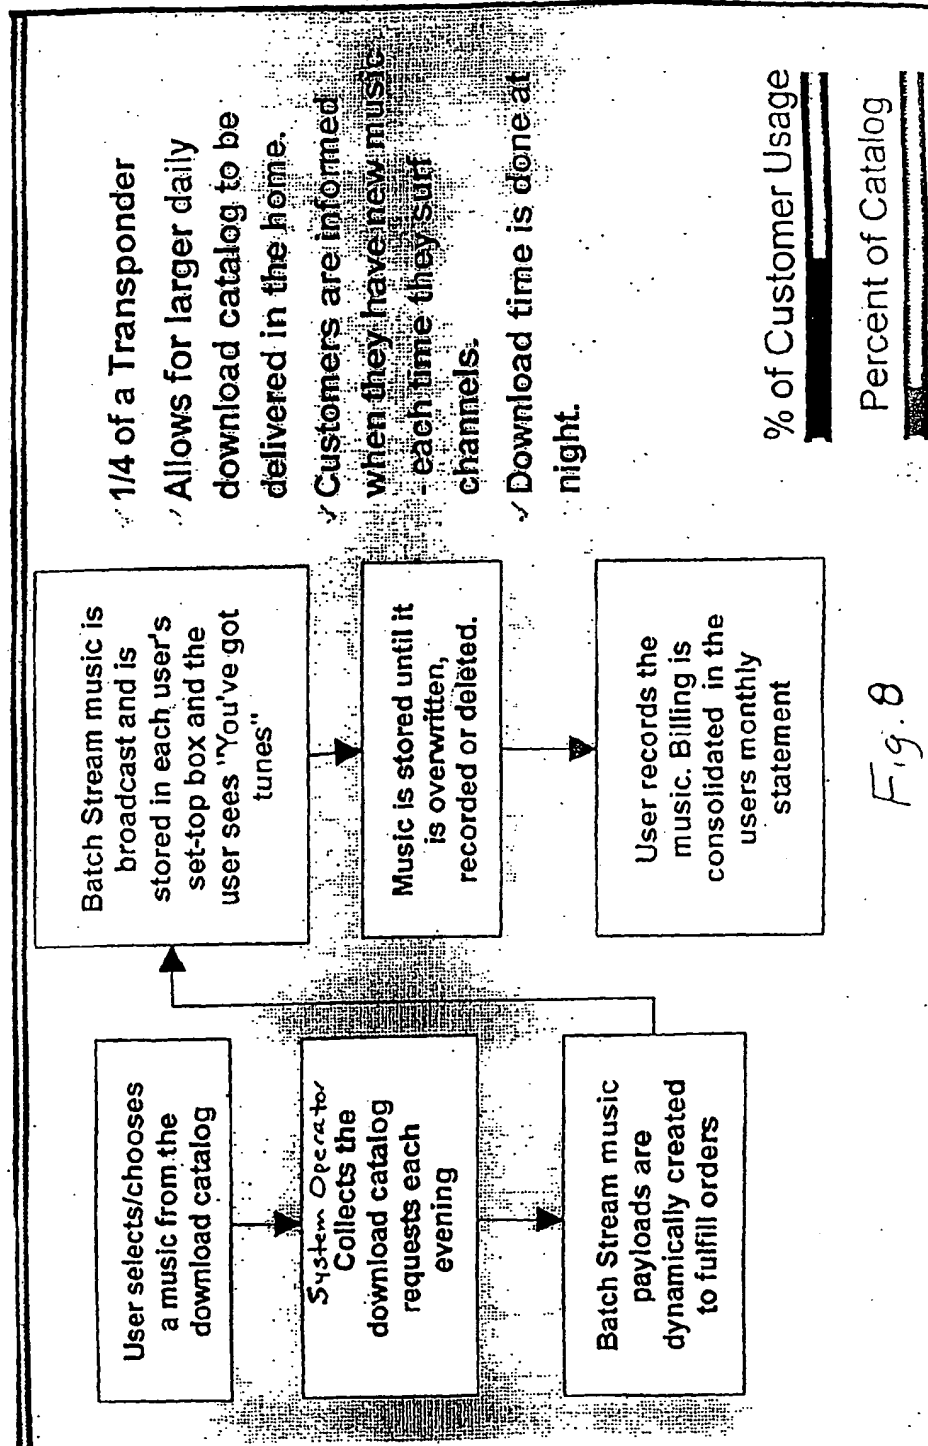 User selects/chooses
a music from the
download catalog
System Operator
Collects the
download catalog
requests each
evening
Batch Stream music
payloads are
dynamically created
to fulfill orders
Batch Stream music is
broadcast and is
stored in each user's
set-top box and the
user sees "You've got
tunes"
Music is stored until it
is overwritten,
recorded or deleted.
User records the
music. Billing is
consolidated in the
users monthly
statement
✓ 1/4 of a Transponder
✓ Allows for larger daily
download catalog to be
delivered in the home.
✓ Customers are informed
when they have new music
- each time they surf
channels.
✓ Download time is done at
night.
% of Customer Usage
Percent of Catalog
Fig. 8